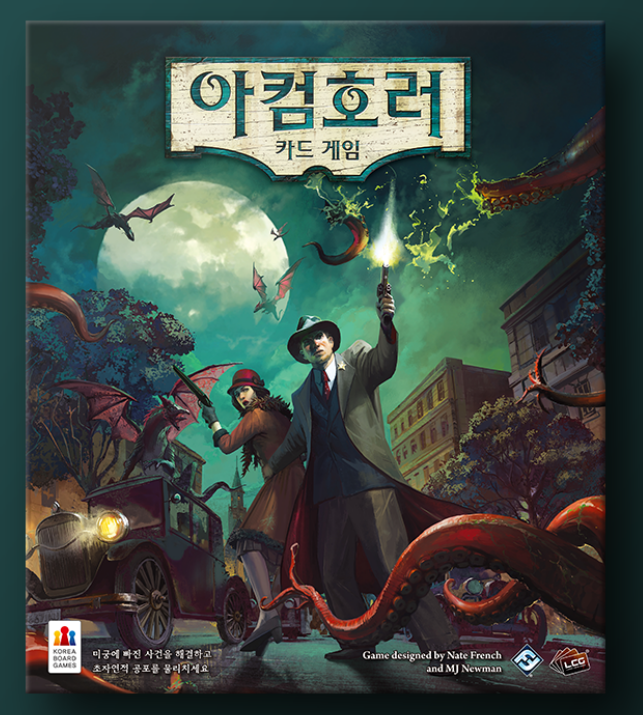 아컴호러
카드 게임
KOREA
BOARD
GAMES
미궁에 빠진 사건을 해결하고
초자연적 공포를 물리치세요
Game designed by Nate French
and MJ Newman
LCG